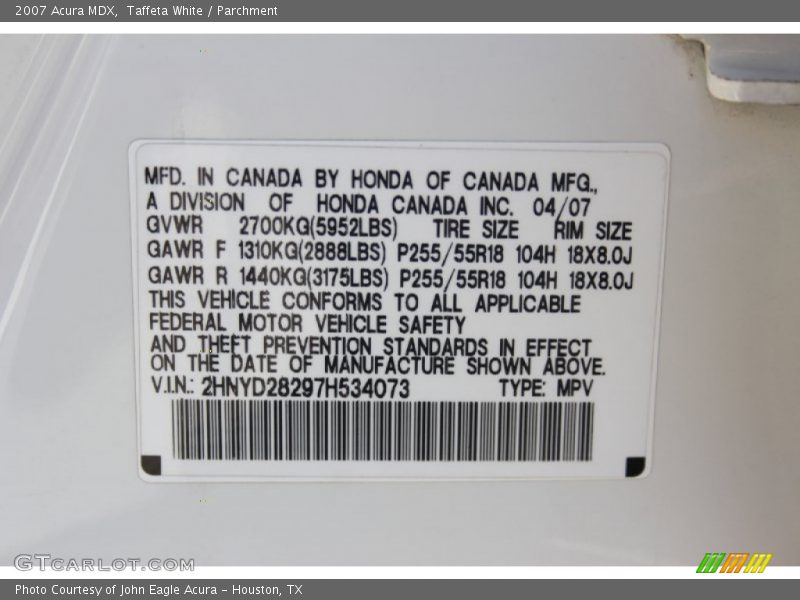 2007 Acura MDX,  Taffeta White / Parchment
MFD. IN CANADA BY HONDA OF CANADA MFG.,
A DIVISION OF HONDA CANADA INC. 04/07
GVWR 2700KG(5952LBS) TIRE SIZE RIM SIZE
GAWR F 1310KG(2888LBS) P255/55R18 104H 18X8.0J
GAWR R 1440KG(3175LBS) P255/55R18 104H 18X8.0J
THIS VEHICLE CONFORMS TO ALL APPLICABLE
FEDERAL MOTOR VEHICLE SAFETY
AND THEFT PREVENTION STANDARDS IN EFFECT
ON THE DATE OF MANUFACTURE SHOWN ABOVE.
V.I.N.: 2HNYD28297H534073 TYPE: MPV
GTCARLOT.COM
Photo Courtesy of John Eagle Acura - Houston, TX